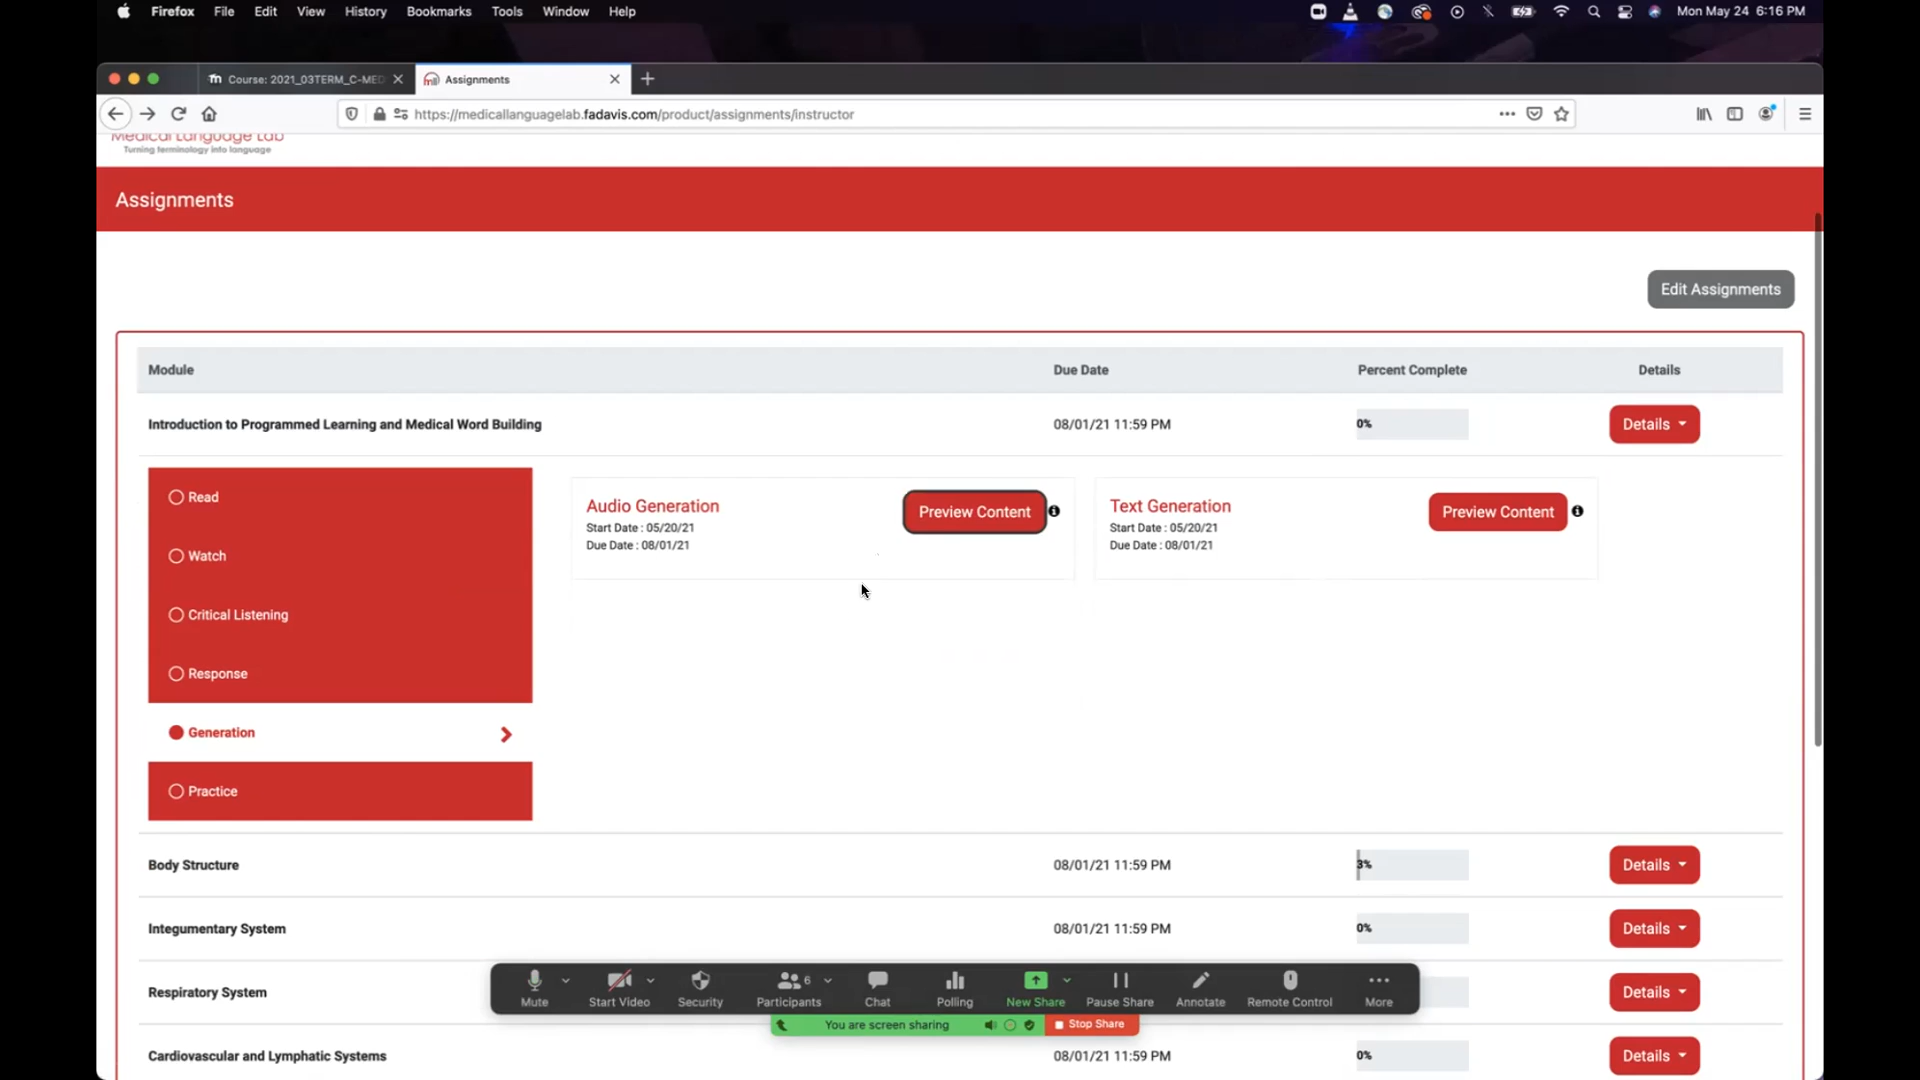 Firefox File Edit View History Bookmarks Tools Window Help Mon May 24 6:16 PM
Course: 2021_03TERM_C-MED Assignments
https://medicallanguagelab.fadavis.com/product/assignments/instructor
Medical Language Lab
Turning terminology into language
Assignments
Edit Assignments
Module Due Date Percent Complete Details
Introduction to Programmed Learning and Medical Word Building 08/01/21 11:59 PM 0% Details
Read
Watch
Critical Listening
Response
Generation
Practice
Audio Generation
Start Date : 05/20/21
Due Date : 08/01/21
Preview Content
Text Generation
Start Date : 05/20/21
Due Date : 08/01/21
Preview Content
Body Structure 08/01/21 11:59 PM 3% Details
Integumentary System 08/01/21 11:59 PM 0% Details
Respiratory System Details
Mute Start Video Security Participants 6 Chat Polling New Share Pause Share Annotate Remote Control More
You are screen sharing Stop Share
Cardiovascular and Lymphatic Systems 08/01/21 11:59 PM 0% Details